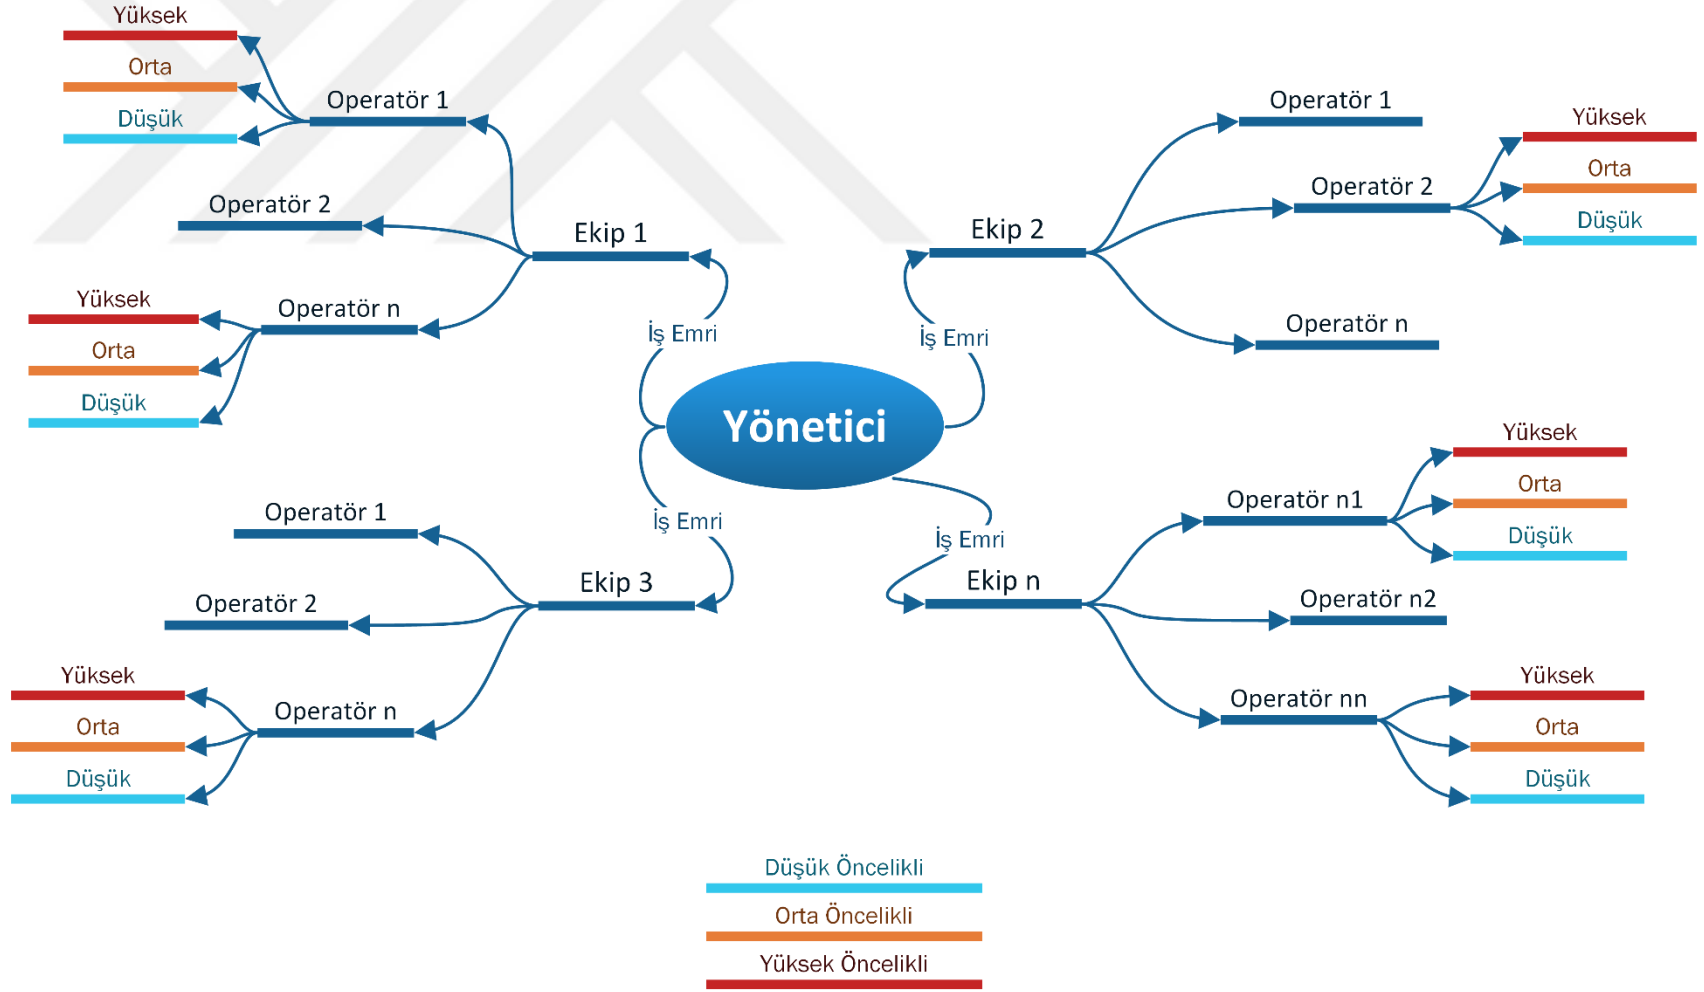 Yüksek
Orta
Düşük
Operatör 1
Operatör 2
Ekip 1
Yüksek
Orta
Düşük
Operatör n
İş Emri
Operatör 1
Ekip 2
Operatör 2
Yüksek
Orta
Düşük
Operatör n
İş Emri
Yönetici
Operatör 1
İş Emri
Ekip 3
Operatör 2
Yüksek
Orta
Düşük
Operatör n
İş Emri
Ekip n
Operatör n1
Yüksek
Orta
Düşük
Operatör n2
Operatör nn
Yüksek
Orta
Düşük
Düşük Öncelikli
Orta Öncelikli
Yüksek Öncelikli